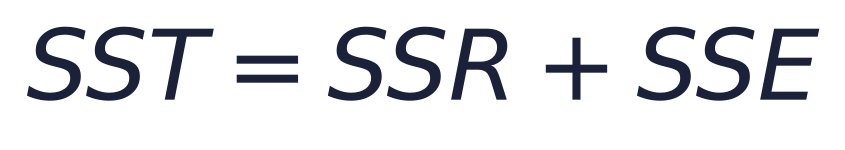 SST = SSR + SSE